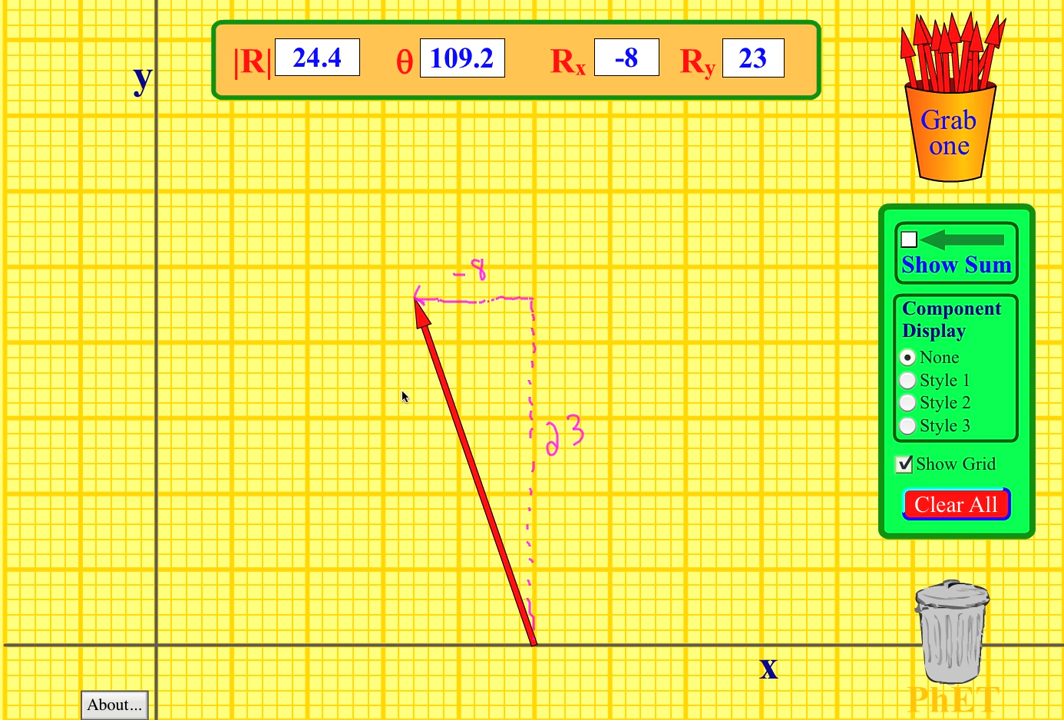 |R| 24.4 θ 109.2 Rx -8 Ry 23
y
Grab
one
Show Sum
-8
Component
Display
None
Style 1
Style 2
Style 3
23
Show Grid
Clear All
x
About...
PhET